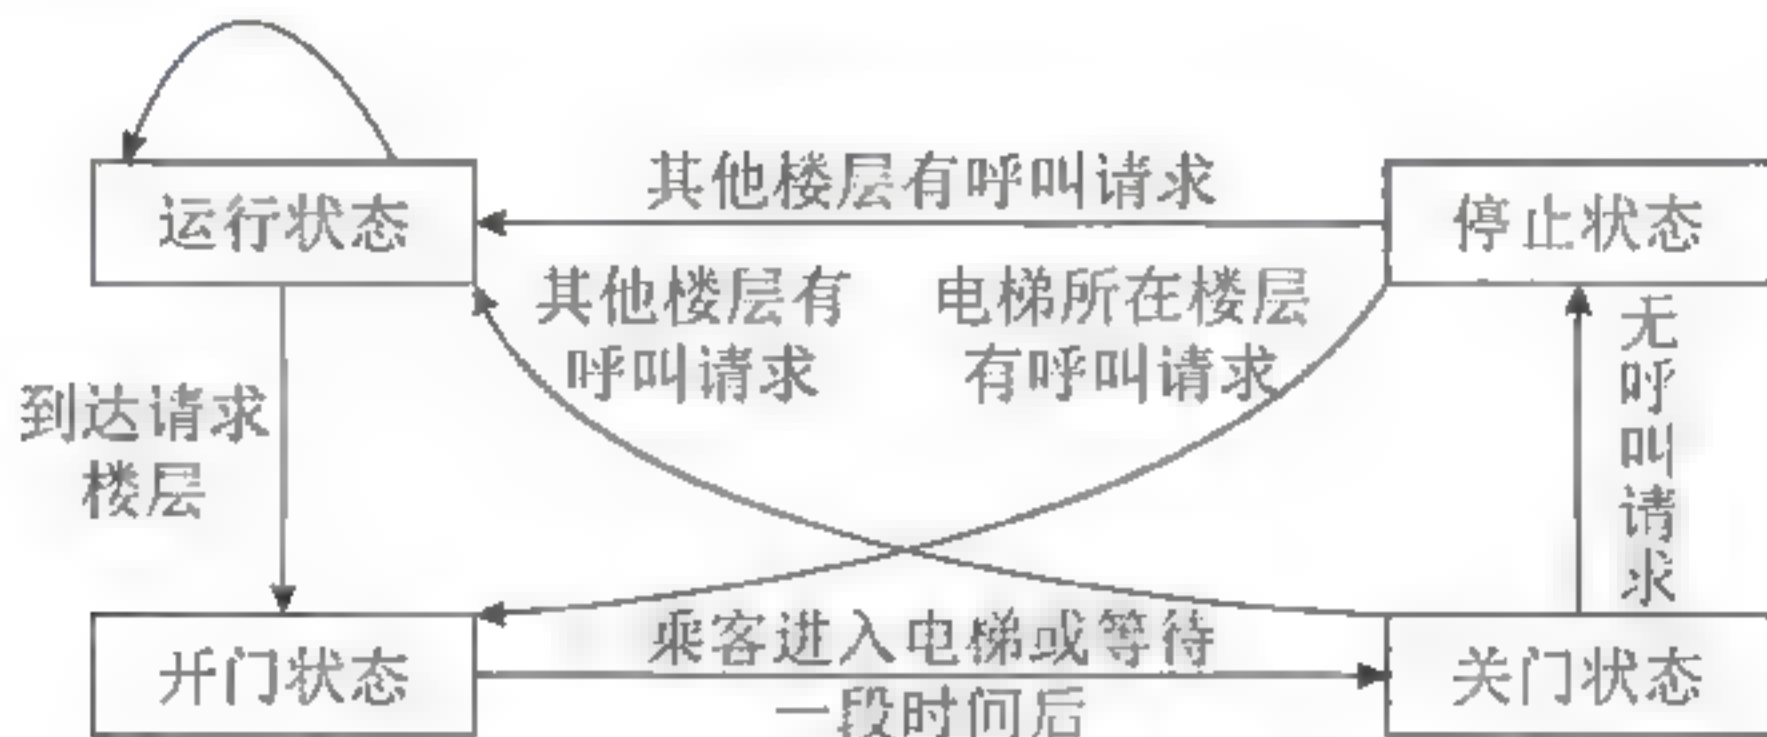 其他楼层有呼叫请求
运行状态
停止状态
其他楼层有
呼叫请求
电梯所在楼层
有呼叫请求
无呼叫请求
到达请求
楼层
乘客进入电梯或等待
一段时间后
开门状态
关门状态